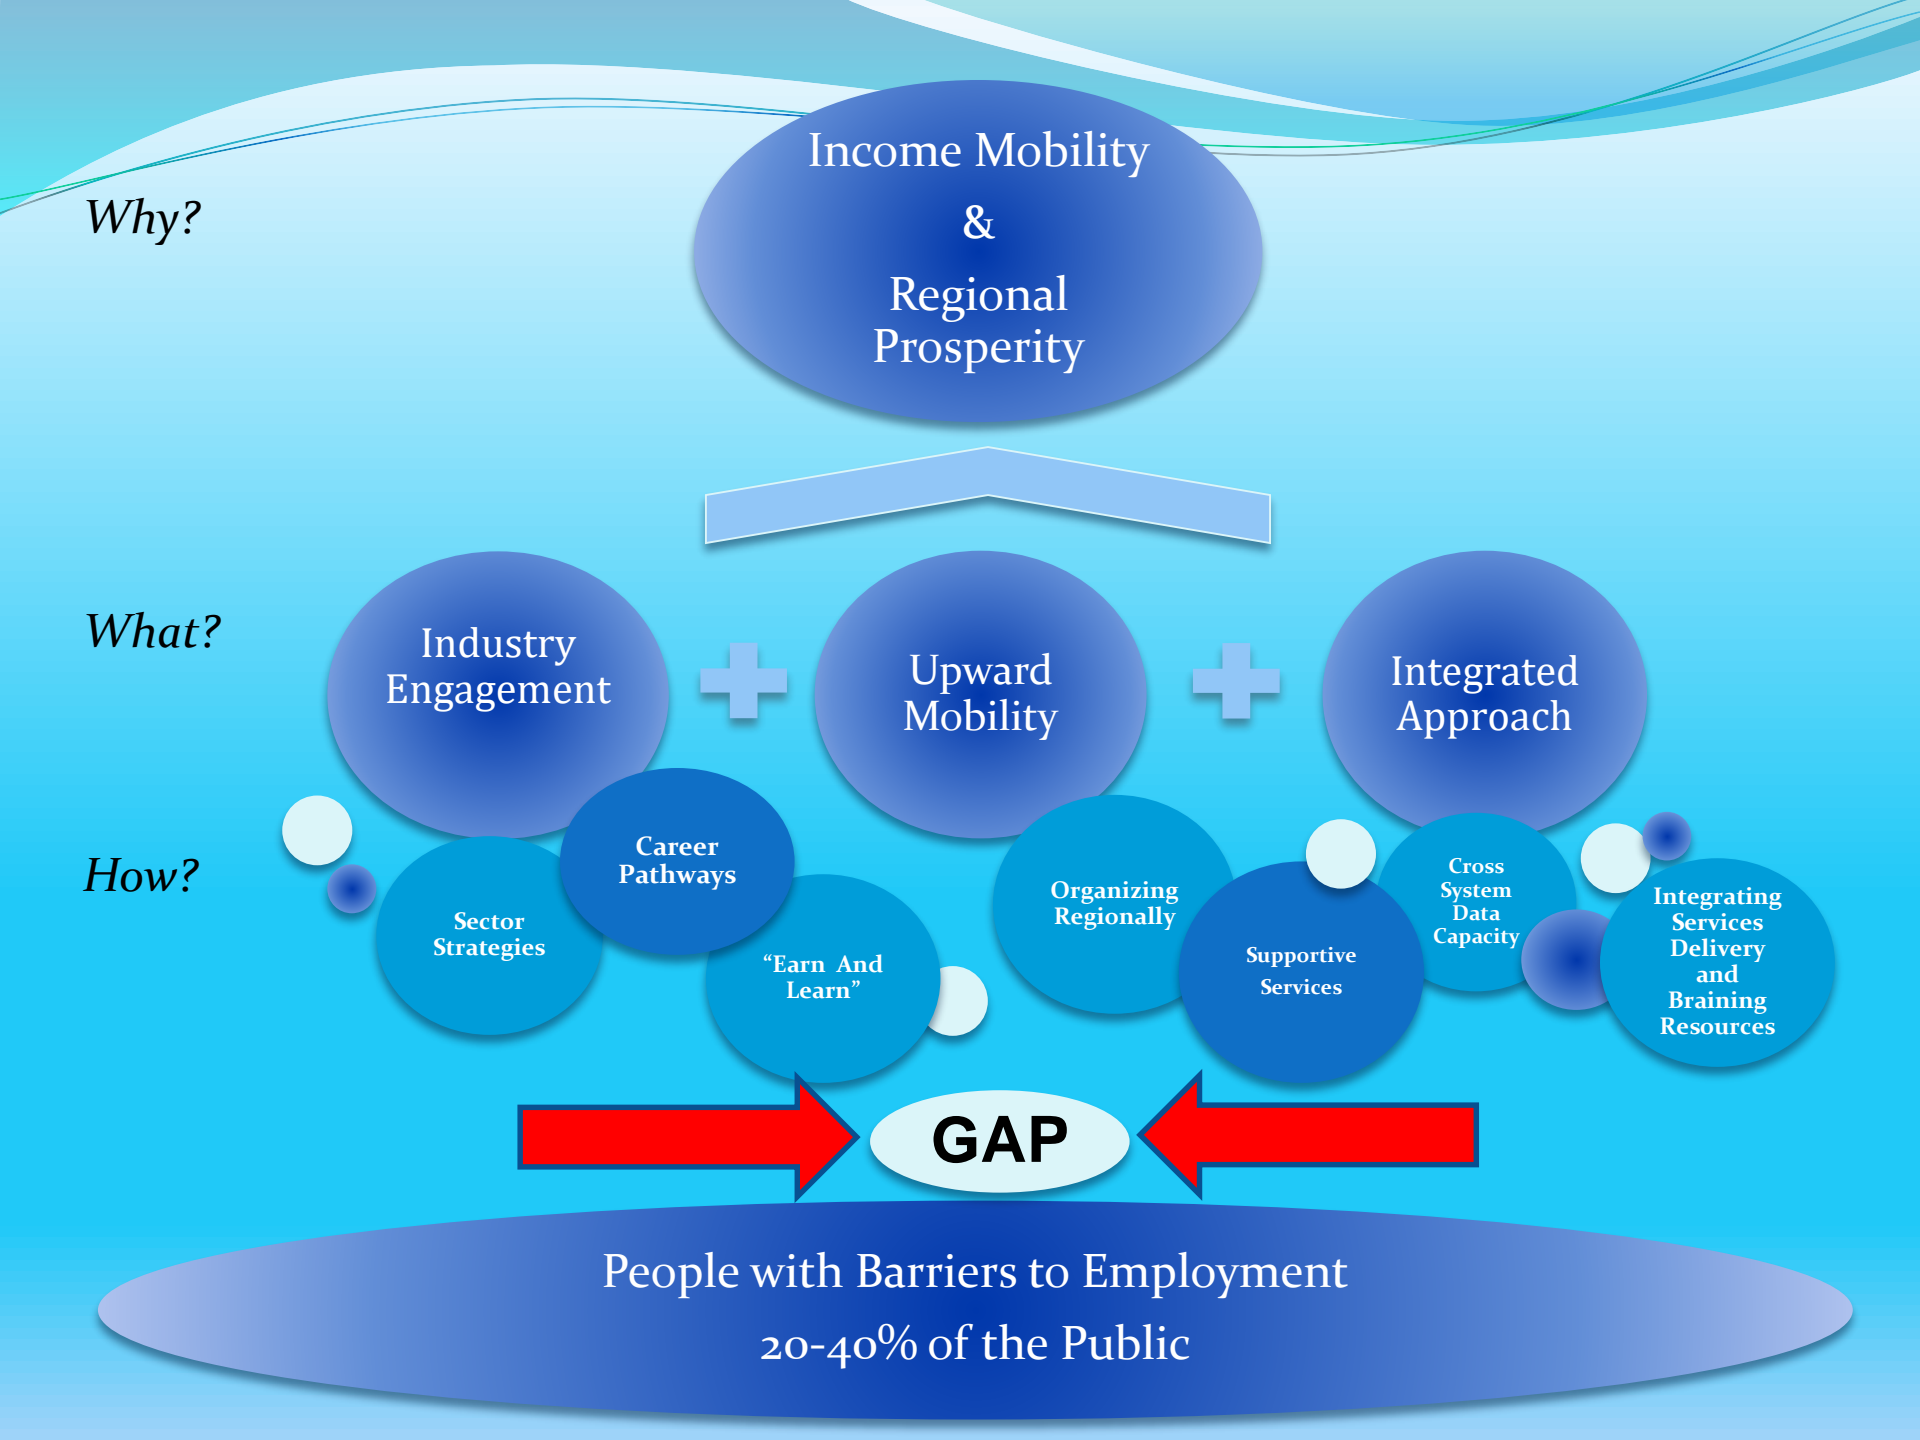 Why?
Income Mobility
&
Regional
Prosperity
What?
Industry
Engagement
Upward
Mobility
Integrated
Approach
How?
Sector
Strategies
Career
Pathways
“Earn And
Learn”
Organizing
Regionally
Supportive
Services
Cross
System
Data
Capacity
Integrating
Services
Delivery
and
Braining
Resources
GAP
People with Barriers to Employment
20-40% of the Public